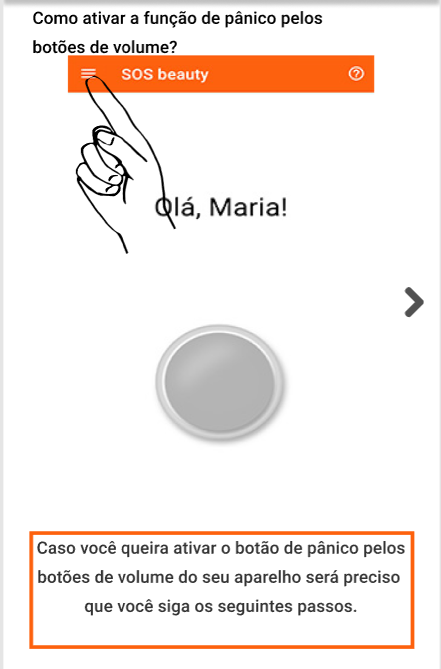 Como ativar a função de pânico pelos
botões de volume?
SOS beauty
Olá, Maria!
Caso você queira ativar o botão de pânico pelos
botões de volume do seu aparelho será preciso
que você siga os seguintes passos.